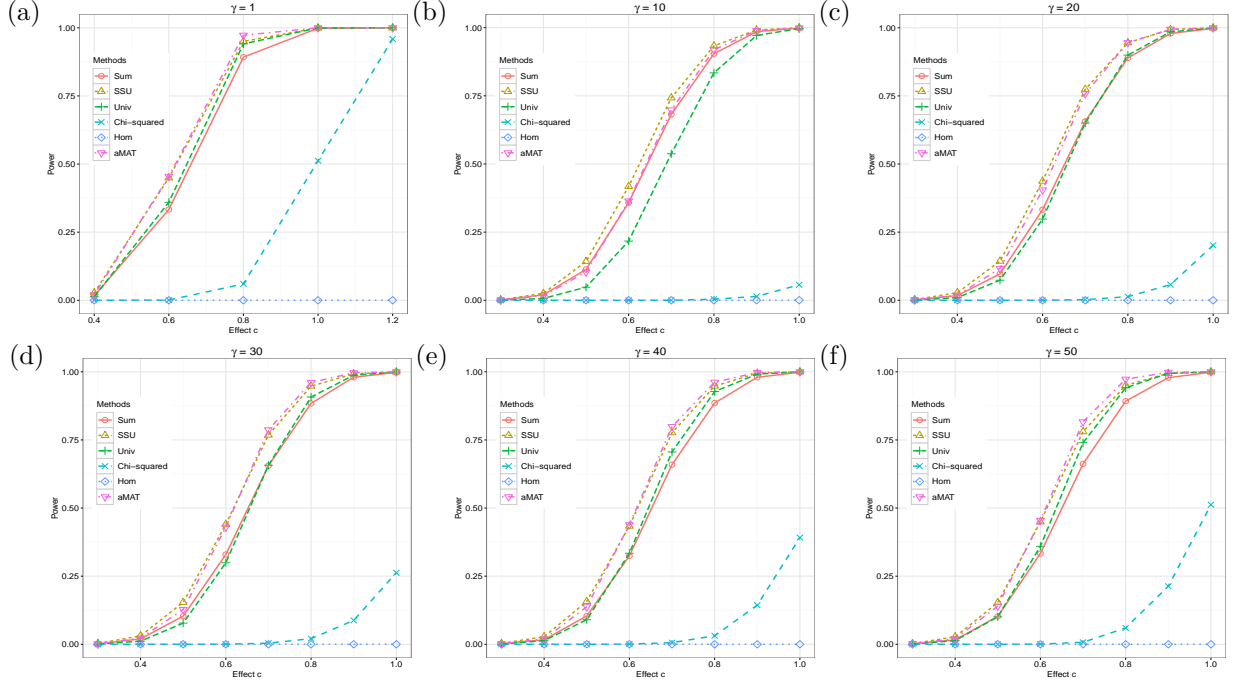 (a)
γ = 1
Power
1.00
0.75
0.50
0.25
0.00
Methods
Sum
SSU
Univ
Chi−squared
Hom
aMAT
0.4
0.6
0.8
1.0
1.2
Effect c
(b)
γ = 10
Power
1.00
0.75
0.50
0.25
0.00
Methods
Sum
SSU
Univ
Chi−squared
Hom
aMAT
0.4
0.6
0.8
1.0
Effect c
(c)
γ = 20
Power
1.00
0.75
0.50
0.25
0.00
Methods
Sum
SSU
Univ
Chi−squared
Hom
aMAT
0.4
0.6
0.8
1.0
Effect c
(d)
γ = 30
Power
1.00
0.75
0.50
0.25
0.00
Methods
Sum
SSU
Univ
Chi−squared
Hom
aMAT
0.4
0.6
0.8
1.0
Effect c
(e)
γ = 40
Power
1.00
0.75
0.50
0.25
0.00
Methods
Sum
SSU
Univ
Chi−squared
Hom
aMAT
0.4
0.6
0.8
1.0
Effect c
(f)
γ = 50
Power
1.00
0.75
0.50
0.25
0.00
Methods
Sum
SSU
Univ
Chi−squared
Hom
aMAT
0.4
0.6
0.8
1.0
Effect c